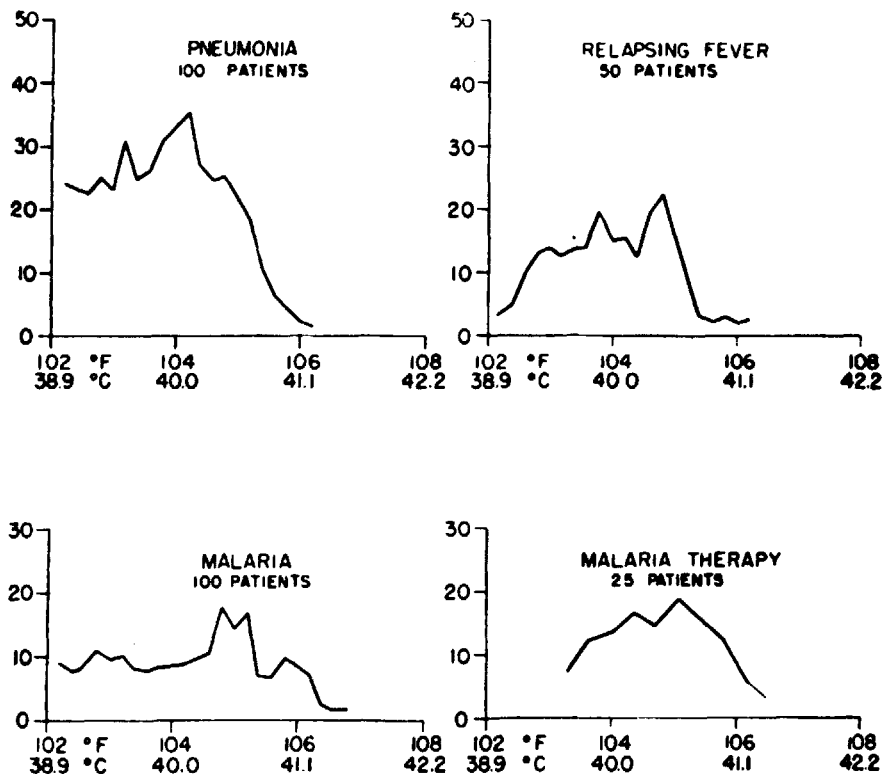 PNEUMONIA
100 PATIENTS
50
40
30
20
10
0
102 °F 104 106 108
38.9 °C 40.0 41.1 42.2
RELAPSING FEVER
50 PATIENTS
50
40
30
20
10
0
102 °F 104 106 108
38.9 °C 40 0 41.1 42.2
MALARIA
100 PATIENTS
30
20
10
0
102 °F 104 106 108
38.9 °C 40.0 41.1 42.2
MALARIA THERAPY
25 PATIENTS
30
20
10
0
102 °F 104 106 108
38.9 °C 40.0 41.1 42.2